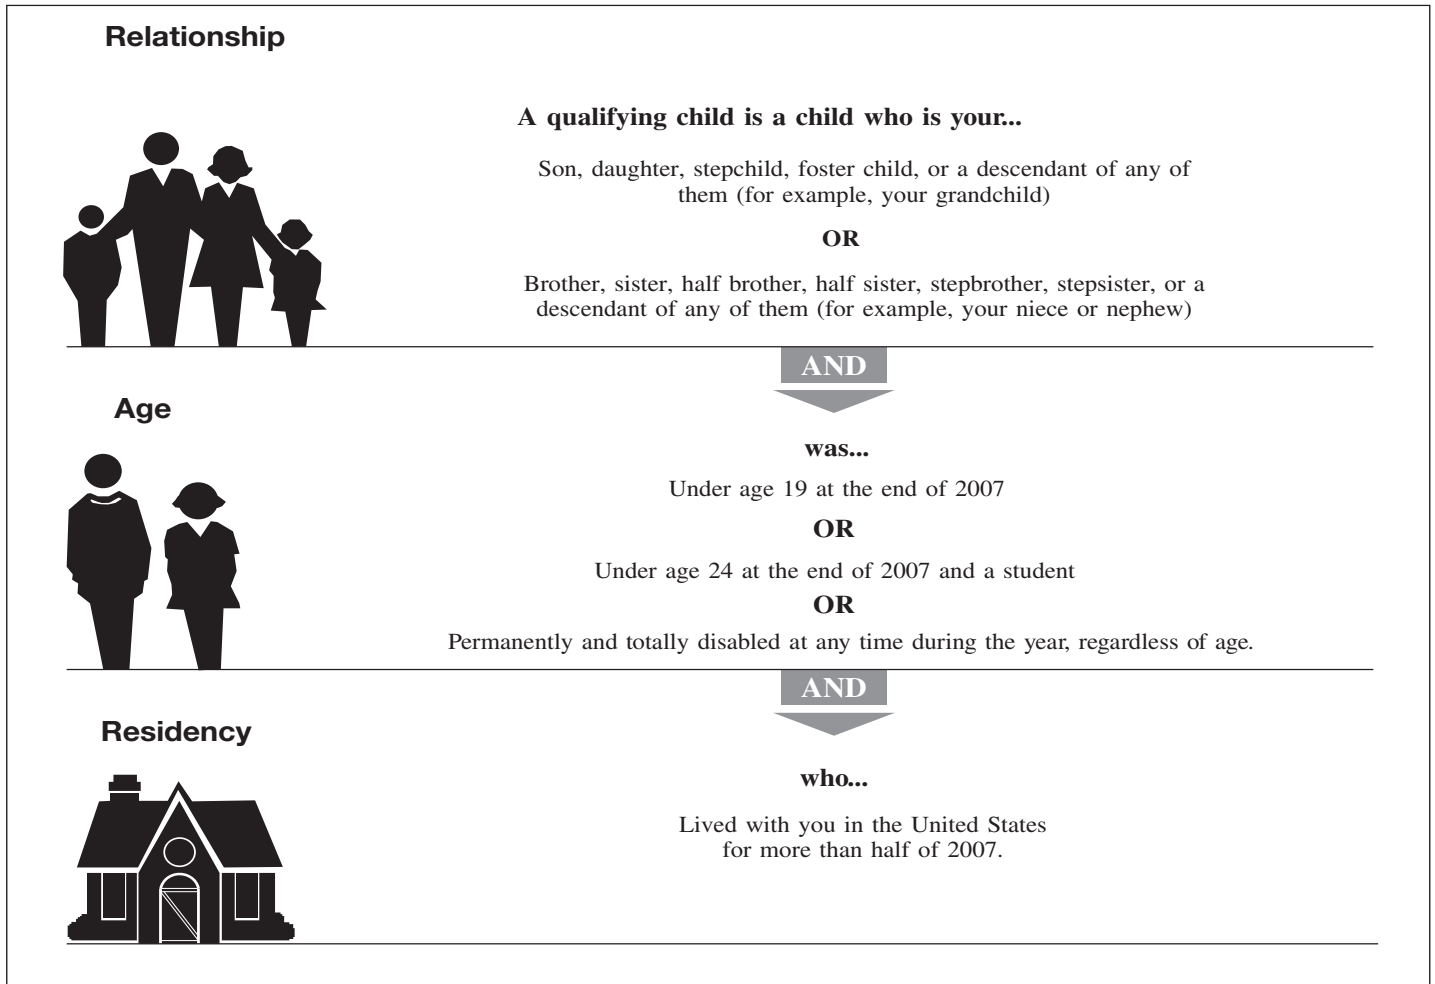 Relationship
A qualifying child is a child who is your...
Son, daughter, stepchild, foster child, or a descendant of any of
them (for example, your grandchild)
OR
Brother, sister, half brother, half sister, stepbrother, stepsister, or a
descendant of any of them (for example, your niece or nephew)
AND
Age
was...
Under age 19 at the end of 2007
OR
Under age 24 at the end of 2007 and a student
OR
Permanently and totally disabled at any time during the year, regardless of age.
AND
Residency
who...
Lived with you in the United States
for more than half of 2007.